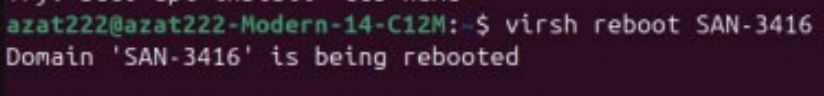 azat222@azat222-Modern-14-C12M:~$ virsh reboot SAN-3416
Domain 'SAN-3416' is being rebooted